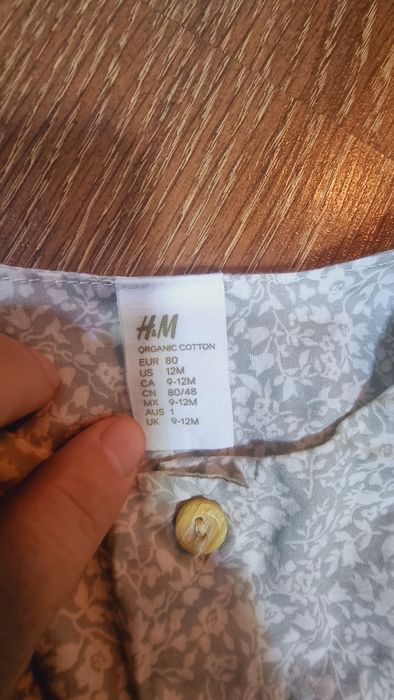 H&M
ORGANIC COTTON
EUR 80
US 12M
CA 9-12M
CN 80/48
MX 9-12M
AUS 1
UK 9-12M